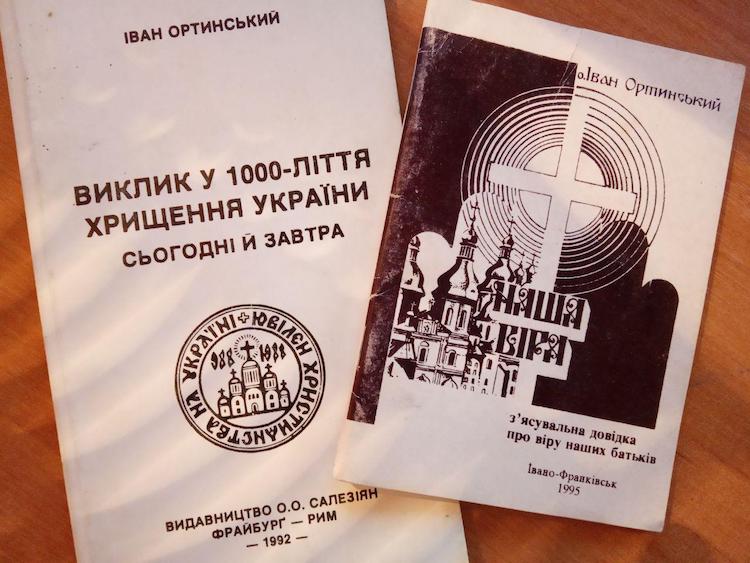 ІВАН ОРТИНСЬКИЙ
ВИКЛИК У 1000-ЛІТТЯ
ХРИЩЕННЯ УКРАЇНИ
СЬОГОДНІ Й ЗАВТРА
ЮВІЛЕЙ ХРИСТИЯНСТВА НА УКРАЇНІ
988 1988
ВИДАВНИЦТВО О.О. САЛЕЗІЯН
ФРАЙБУРҐ — РИМ
— 1992 —
о.Іван Ортинський
НАША
ВІРА
з'ясувальна довідка
про віру наших батьків
Івано-Франківськ
1995